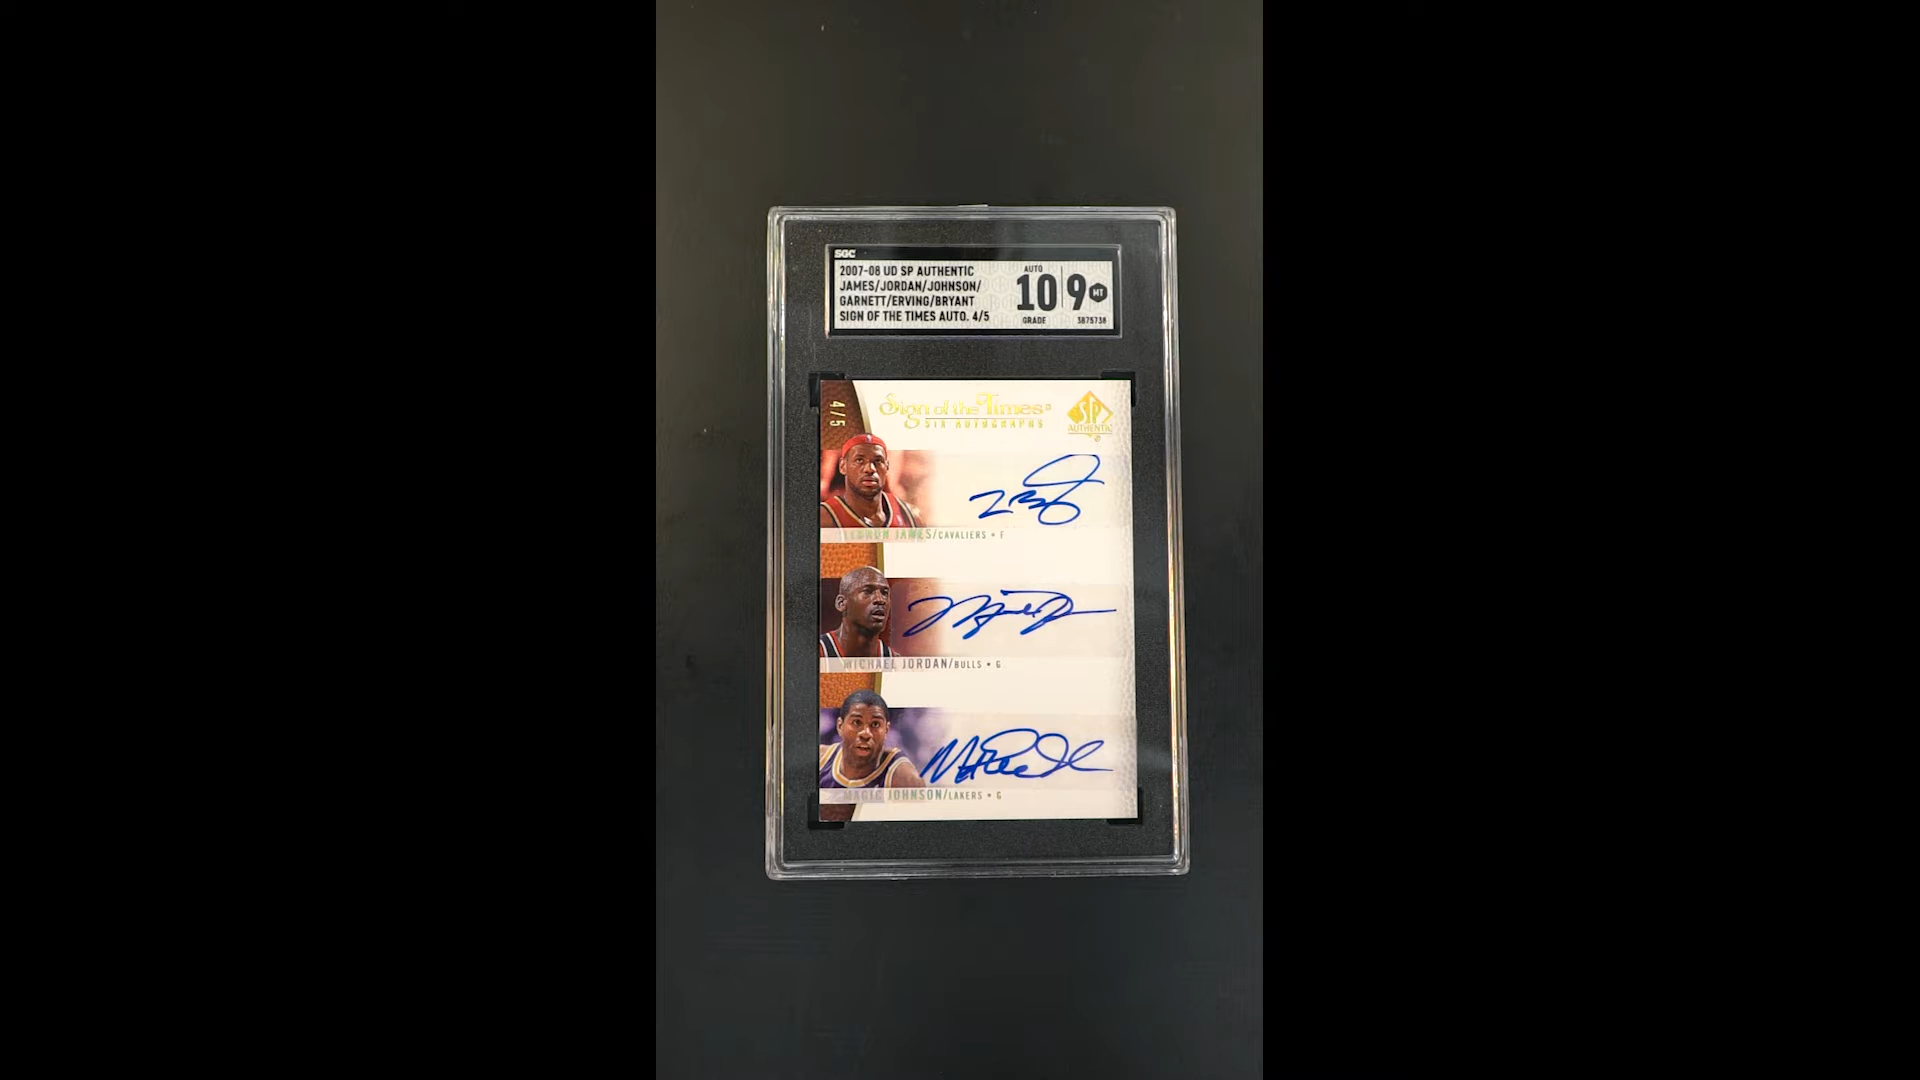 SGC
2007-08 UD SP AUTHENTIC
JAMES/JORDAN/JOHNSON/
GARNETT/ERVING/BRYANT
SIGN OF THE TIMES AUTO. 4/5
AUTO
10
GRADE
9 MT
3875738
4/5
Sign of the Times
SIX AUTOGRAPHS
SP
AUTHENTIC
LEBRON JAMES/CAVALIERS • F
MICHAEL JORDAN/BULLS • G
MAGIC JOHNSON/LAKERS • G